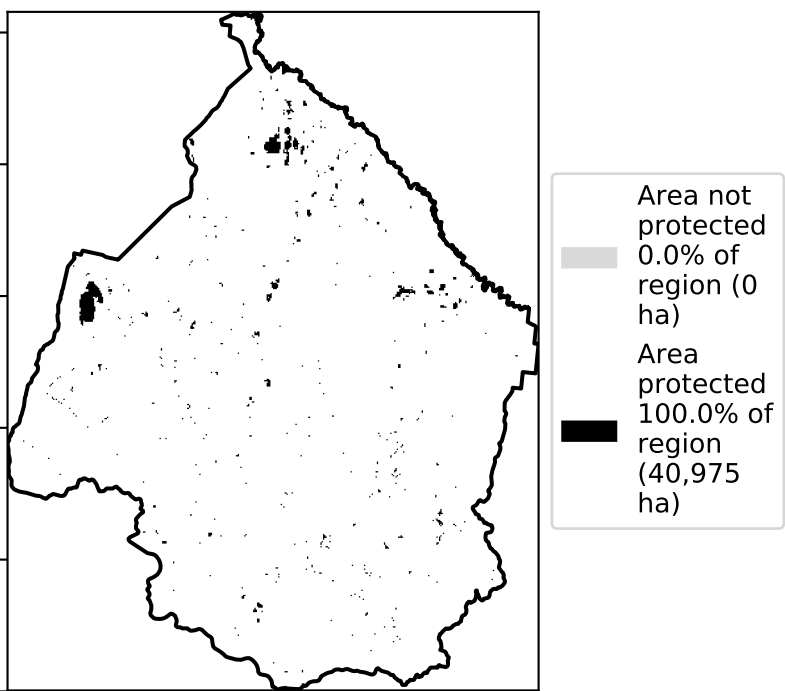 Area not
protected
0.0% of
region (0
ha)
Area
protected
100.0% of
region
(40,975
ha)